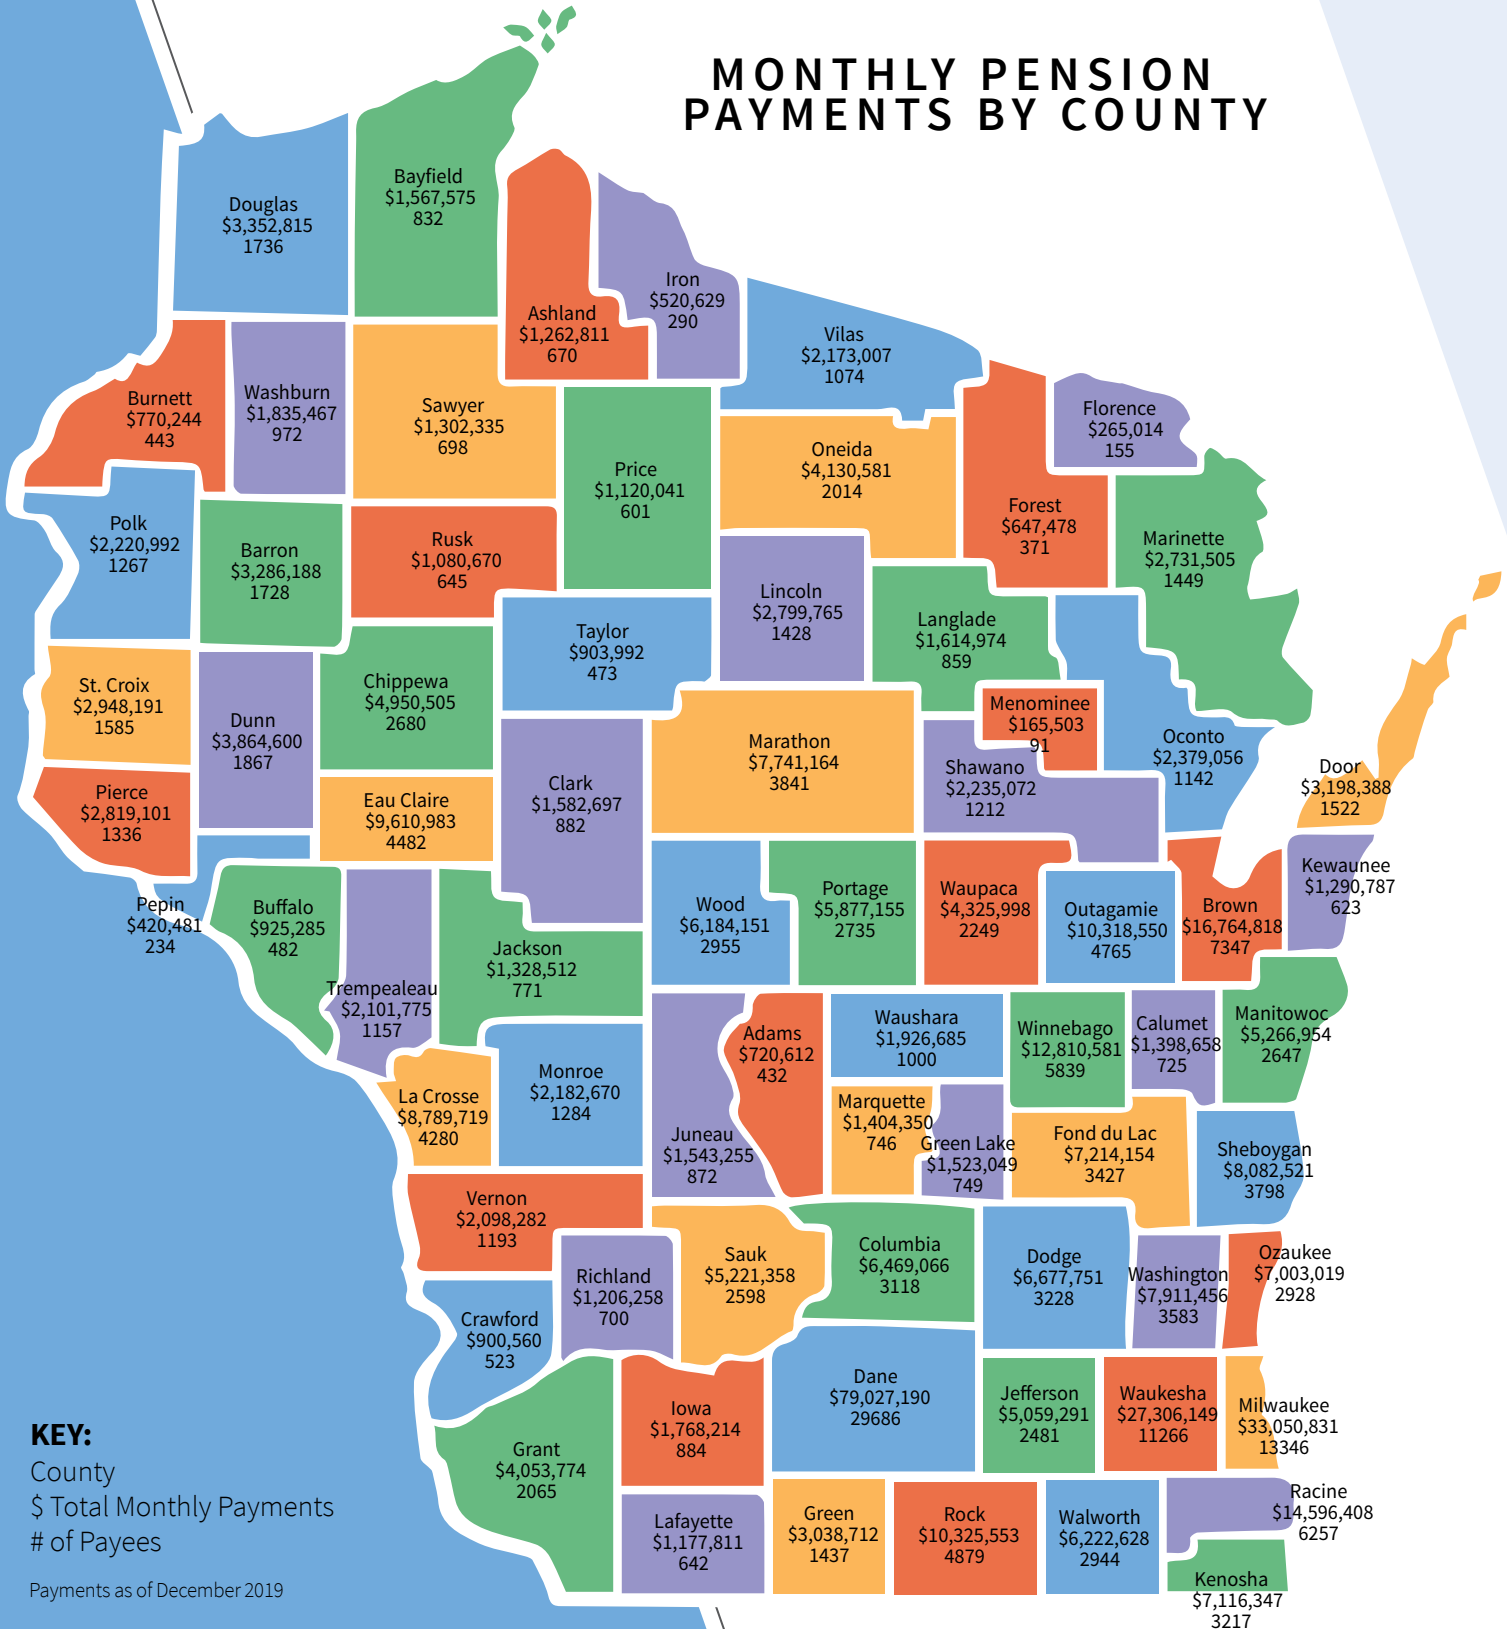 MONTHLY PENSION
PAYMENTS BY COUNTY
Douglas
$3,352,815
1736
Bayfield
$1,567,575
832
Ashland
$1,262,811
670
Iron
$520,629
290
Vilas
$2,173,007
1074
Burnett
$770,244
443
Washburn
$1,835,467
972
Sawyer
$1,302,335
698
Price
$1,120,041
601
Oneida
$4,130,581
2014
Forest
$647,478
371
Florence
$265,014
155
Marinette
$2,731,505
1449
Polk
$2,220,992
1267
Barron
$3,286,188
1728
Rusk
$1,080,670
645
Taylor
$903,992
473
Lincoln
$2,799,765
1428
Langlade
$1,614,974
859
St. Croix
$2,948,191
1585
Dunn
$3,864,600
1867
Chippewa
$4,950,505
2680
Menominee
$165,503
91
Oconto
$2,379,056
1142
Marathon
$7,741,164
3841
Shawano
$2,235,072
1212
Door
$3,198,388
1522
Pierce
$2,819,101
1336
Eau Claire
$9,610,983
4482
Clark
$1,582,697
882
Pepin
$420,481
234
Buffalo
$925,285
482
Trempealeau
$2,101,775
1157
Jackson
$1,328,512
771
Wood
$6,184,151
2955
Portage
$5,877,155
2735
Waupaca
$4,325,998
2249
Outagamie
$10,318,550
4765
Brown
$16,764,818
7347
Kewaunee
$1,290,787
623
La Crosse
$8,789,719
4280
Monroe
$2,182,670
1284
Juneau
$1,543,255
872
Adams
$720,612
432
Waushara
$1,926,685
1000
Winnebago
$12,810,581
5839
Calumet
$1,398,658
725
Manitowoc
$5,266,954
2647
Marquette
$1,404,350
746
Green Lake
$1,523,049
749
Fond du Lac
$7,214,154
3427
Sheboygan
$8,082,521
3798
Vernon
$2,098,282
1193
Richland
$1,206,258
700
Sauk
$5,221,358
2598
Columbia
$6,469,066
3118
Dodge
$6,677,751
3228
Washington
$7,911,456
3583
Ozaukee
$7,003,019
2928
Crawford
$900,560
523
Grant
$4,053,774
2065
Iowa
$1,768,214
884
Dane
$79,027,190
29686
Jefferson
$5,059,291
2481
Waukesha
$27,306,149
11266
Milwaukee
$33,050,831
13346
Lafayette
$1,177,811
642
Green
$3,038,712
1437
Rock
$10,325,553
4879
Walworth
$6,222,628
2944
Racine
$14,596,408
6257
Kenosha
$7,116,347
3217
KEY:
County
$ Total Monthly Payments
# of Payees
Payments as of December 2019